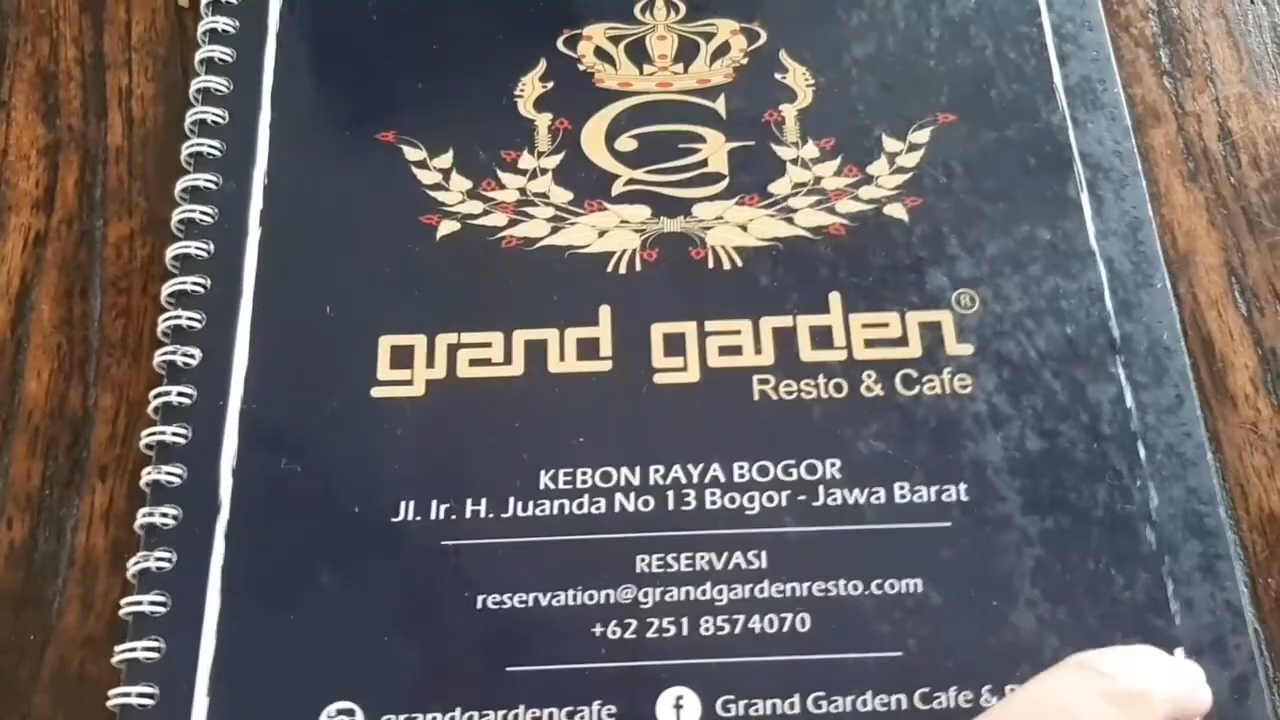 G
grand garden®
Resto & Cafe
KEBON RAYA BOGOR
Jl. Ir. H. Juanda No 13 Bogor - Jawa Barat
RESERVASI
reservation@grandgardenresto.com
+62 251 8574070
grandgardencafe
Grand Garden Cafe &